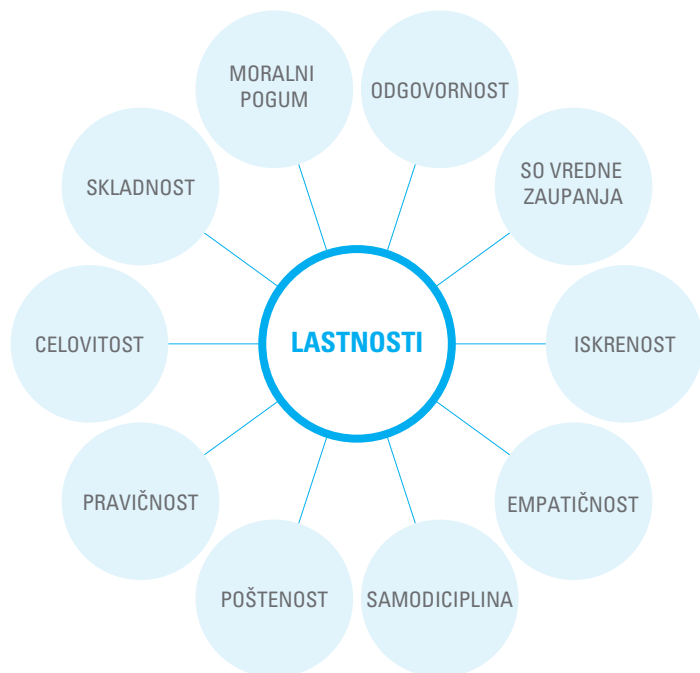 MORALNI
POGUM
ODGOVORNOST
SO VREDNE
ZAUPANJA
SKLADNOST
CELOVITOST
LASTNOSTI
ISKRENOST
PRAVIČNOST
EMPATIČNOST
POŠTENOST
SAMODICIPLINA